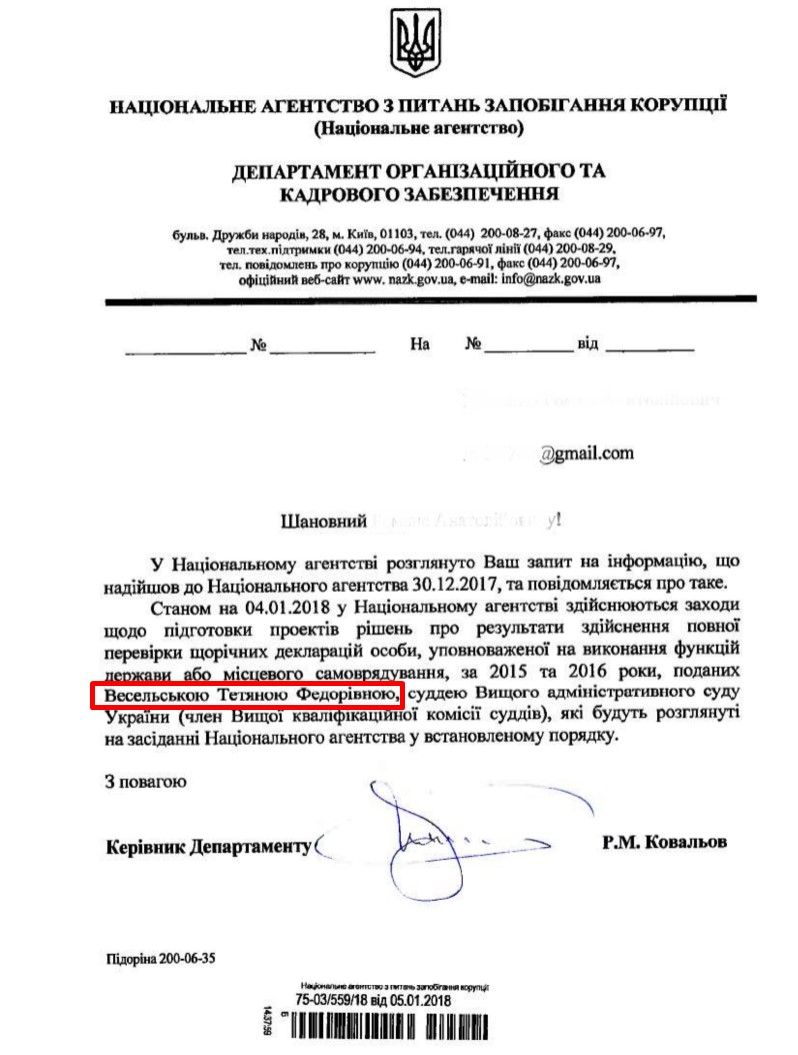 НАЦІОНАЛЬНЕ АГЕНТСТВО З ПИТАНЬ ЗАПОБІГАННЯ КОРУПЦІЇ
(Національне агентство)
ДЕПАРТАМЕНТ ОРГАНІЗАЦІЙНОГО ТА
КАДРОВОГО ЗАБЕЗПЕЧЕННЯ
бульв. Дружби народів, 28, м. Київ, 01103, тел. (044) 200-08-27, факс (044) 200-06-97,
тел.тех.підтримки (044) 200-06-94, тел.гарячої лінії (044) 200-08-29,
тел. повідомлень про корупцію (044) 200-06-91, факс (044) 200-06-97,
офіційний веб-сайт www. nazk.gov.ua, e-mail: info@nazk.gov.ua
____________ № ____________ На № __________ від __________
@gmail.com
Шановний у!
У Національному агентстві розглянуто Ваш запит на інформацію, що
надійшов до Національного агентства 30.12.2017, та повідомляється про таке.
Станом на 04.01.2018 у Національному агентстві здійснюються заходи
щодо підготовки проектів рішень про результати здійснення повної
перевірки щорічних декларацій особи, уповноваженої на виконання функцій
держави або місцевого самоврядування, за 2015 та 2016 роки, поданих
Весельською Тетяною Федорівною, суддею Вищого адміністративного суду
України (член Вищої кваліфікаційної комісії суддів), які будуть розглянуті
на засіданні Національного агентства у встановленому порядку.
З повагою
Керівник Департаменту Р.М. Ковальов
Підоріна 200-06-35
Національне агентство з питань запобігання корупції
75-03/559/18 від 05.01.2018